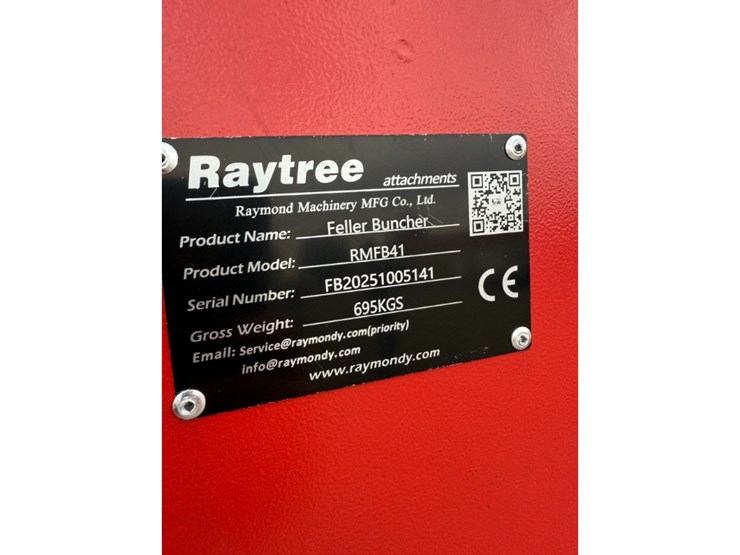 Raytree attachments
Raymond Machinery MFG Co., Ltd.
Product Name: Feller Buncher
Product Model: RMFB41
Serial Number: FB20251005141
Gross Weight: 695KGS
Email: Service@raymondy.com(priority)
info@raymondy.com
www.raymondy.com
CE